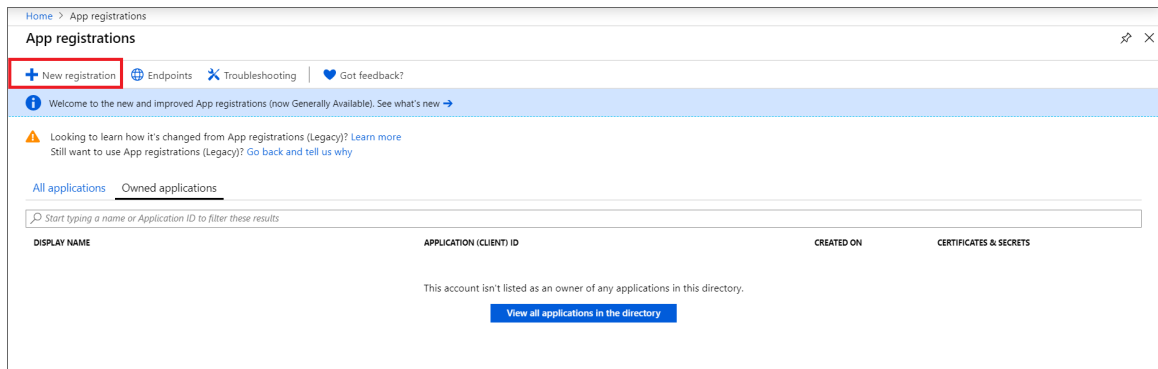 Home > App registrations
App registrations
New registration Endpoints Troubleshooting Got feedback?
Welcome to the new and improved App registrations (now Generally Available). See what's new →
Looking to learn how it's changed from App registrations (Legacy)? Learn more
Still want to use App registrations (Legacy)? Go back and tell us why
All applications Owned applications
Start typing a name or Application ID to filter these results
DISPLAY NAME APPLICATION (CLIENT) ID CREATED ON CERTIFICATES & SECRETS
This account isn't listed as an owner of any applications in this directory.
View all applications in the directory